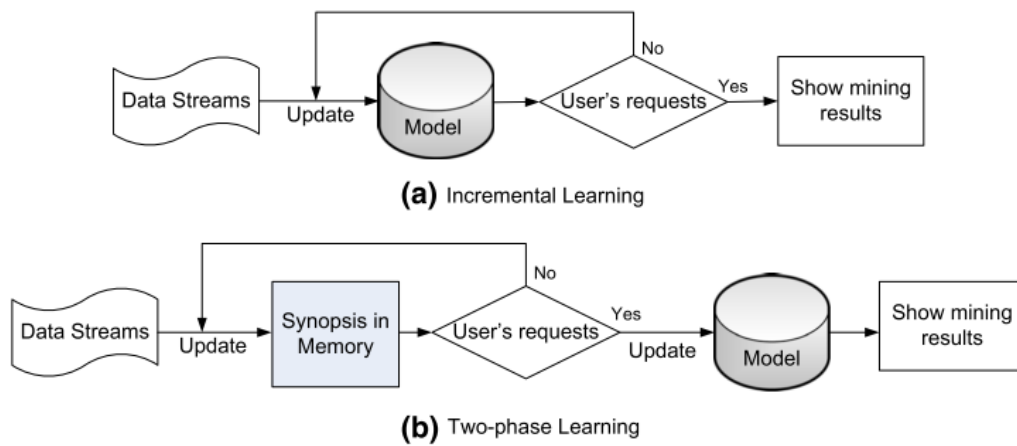 No
Data Streams
Update
Model
User's requests
Yes
Show mining
results
(a) Incremental Learning
No
Data Streams
Update
Synopsis in
Memory
User's requests
Yes
Update
Model
Show mining
results
(b) Two-phase Learning